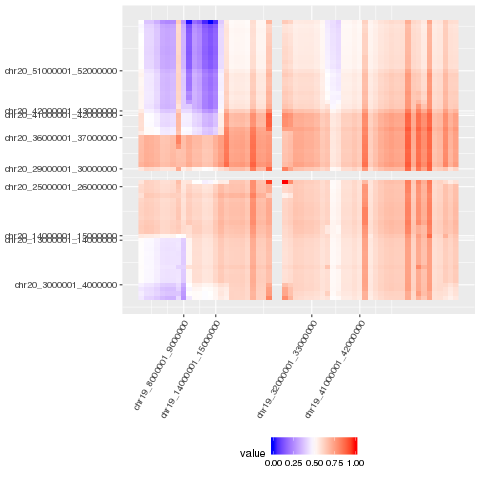 chr20_51000001_52000000
chr20_42000001_43000000
chr20_41000001_42000000
chr20_36000001_37000000
chr20_29000001_30000000
chr20_25000001_26000000
chr20_14000001_15000000
chr20_13000001_14000000
chr20_3000001_4000000
chr19_8000001_9000000
chr19_14000001_15000000
chr19_32000001_33000000
chr19_41000001_42000000
value
0.00 0.25 0.50 0.75 1.00